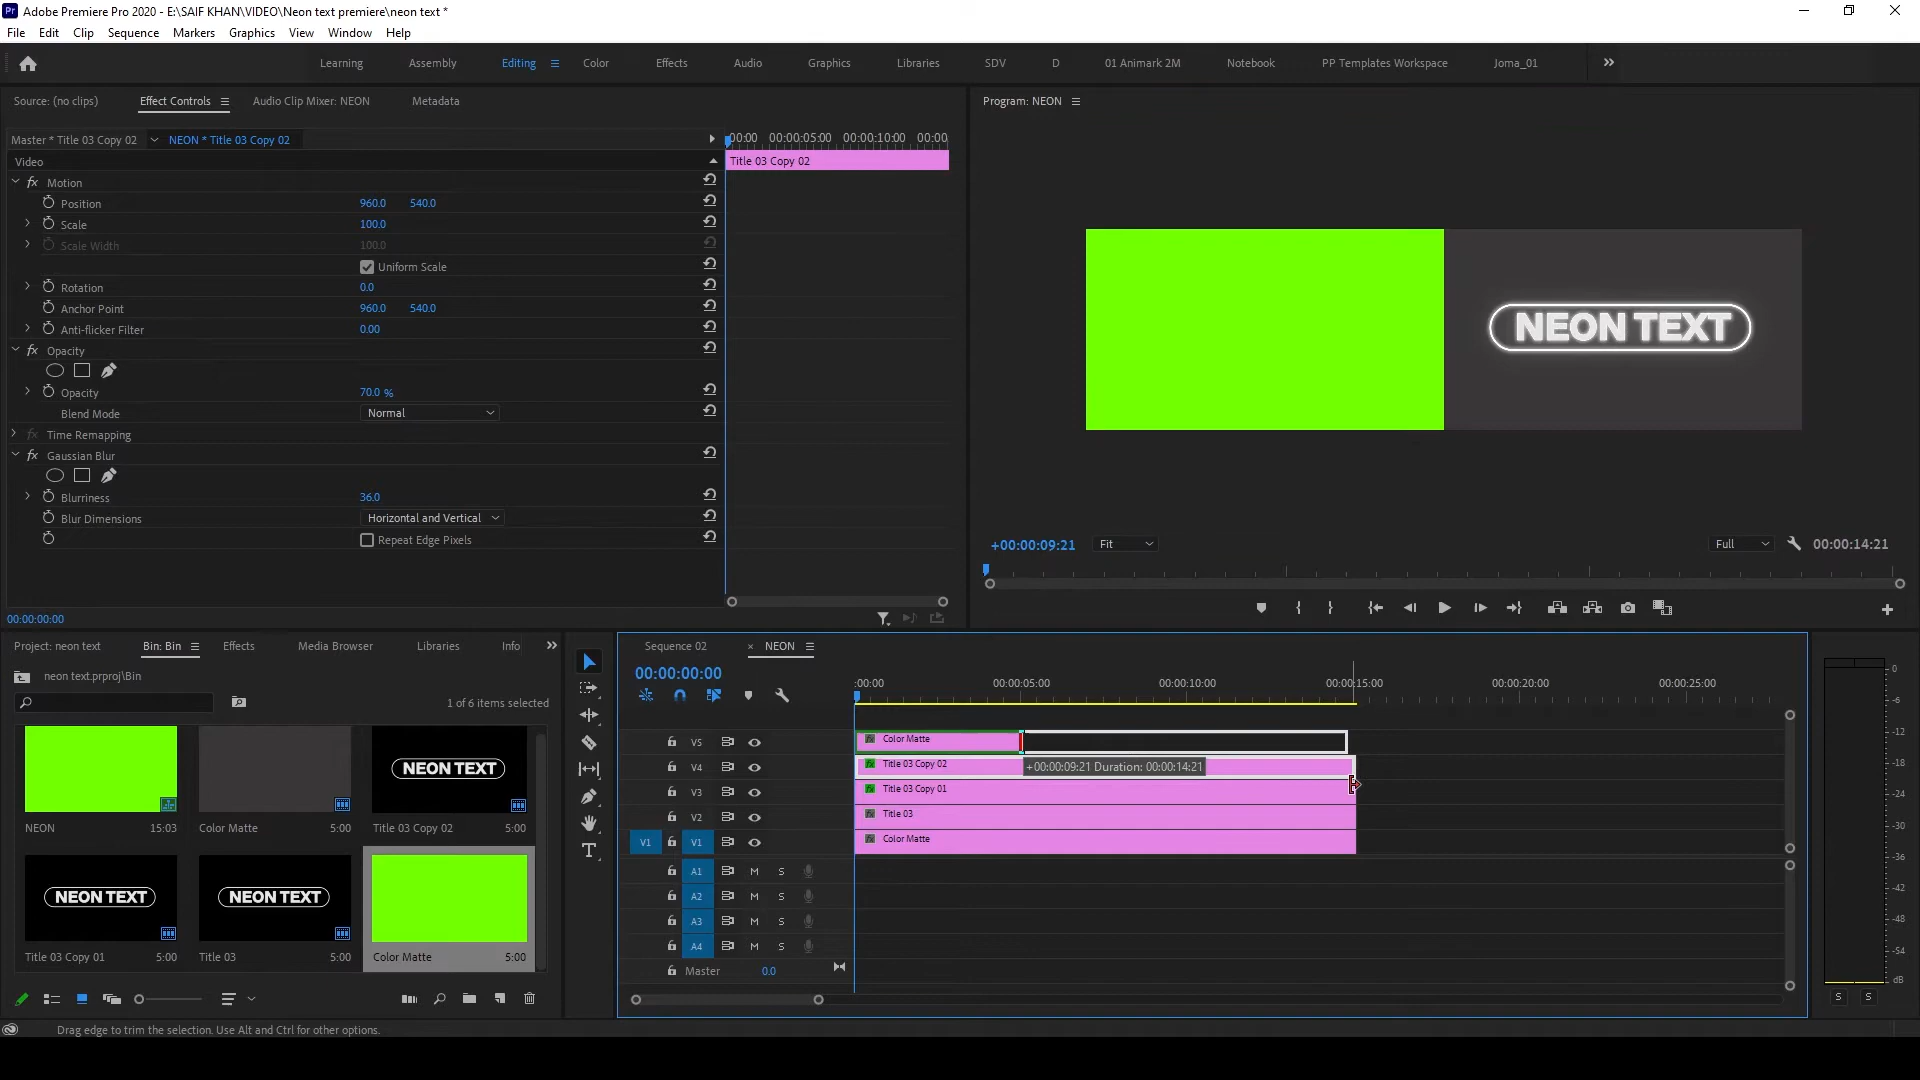 Adobe Premiere Pro 2020 - E:\SAIF KHAN\VIDEO\Neon text premiere\neon text *
File Edit Clip Sequence Markers Graphics View Window Help
Learning Assembly Editing Color Effects Audio Graphics Libraries SDV D 01 Animark 2M Notebook PP Templates Workspace Joma_01
Source: (no clips) Effect Controls Audio Clip Mixer: NEON Metadata
Program: NEON
Master * Title 03 Copy 02 NEON * Title 03 Copy 02
:00:00 00:00:05:00 00:00:10:00 00:00
Video
Title 03 Copy 02
fx Motion
Position 960.0 540.0
Scale 100.0
Scale Width 100.0
Uniform Scale
Rotation 0.0
Anchor Point 960.0 540.0
Anti-flicker Filter 0.00
fx Opacity
Opacity 70.0 %
Blend Mode Normal
fx Time Remapping
fx Gaussian Blur
Blurriness 36.0
Blur Dimensions Horizontal and Vertical
Repeat Edge Pixels
00:00:00:00
NEON TEXT
+00:00:09:21 Fit Full 00:00:14:21
Project: neon text Bin: Bin Effects Media Browser Libraries Info
neon text.prproj\Bin
1 of 6 items selected
NEON 15:03
Color Matte 5:00
NEON TEXT
Title 03 Copy 02 5:00
NEON TEXT
Title 03 Copy 01 5:00
NEON TEXT
Title 03 5:00
Color Matte 5:00
Sequence 02 × NEON
00:00:00:00
:00:00 00:00:05:00 00:00:10:00 00:00:15:00 00:00:20:00 00:00:25:00
V5 Color Matte
V4 Title 03 Copy 02
+00:00:09:21 Duration: 00:00:14:21
V3 Title 03 Copy 01
V2 Title 03
V1 V1 Color Matte
A1 M S
A2 M S
A3 M S
A4 M S
Master 0.0
0
-6
-12
-18
-24
-30
-36
-42
-48
-54
dB
S S
Drag edge to trim the selection. Use Alt and Ctrl for other options.